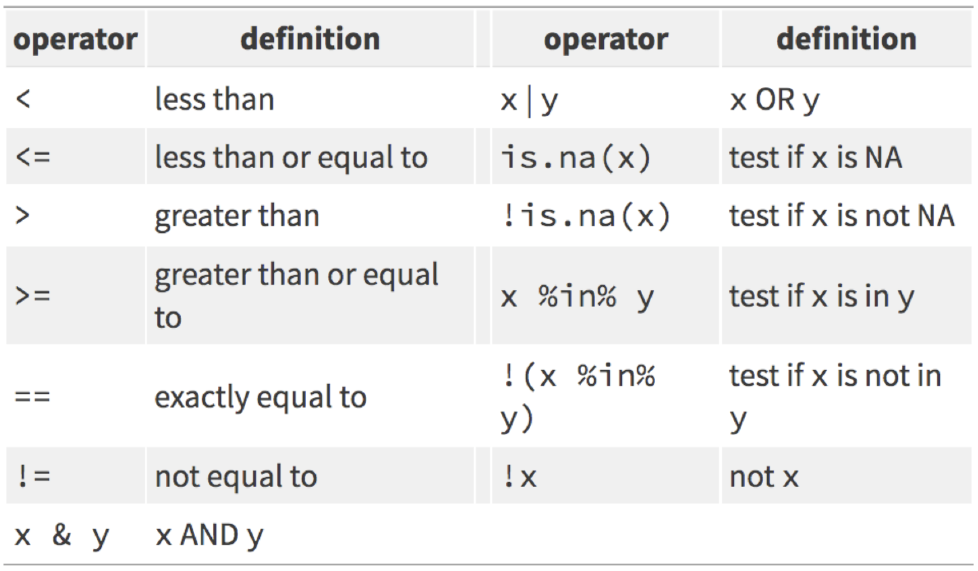 operator definition operator definition
< less than x | y x OR y
<= less than or equal to is.na(x) test if x is NA
> greater than !is.na(x) test if x is not NA
>= greater than or equal to x %in% y test if x is in y
== exactly equal to !(x %in% y) test if x is not in y
!= not equal to !x not x
x & y x AND y